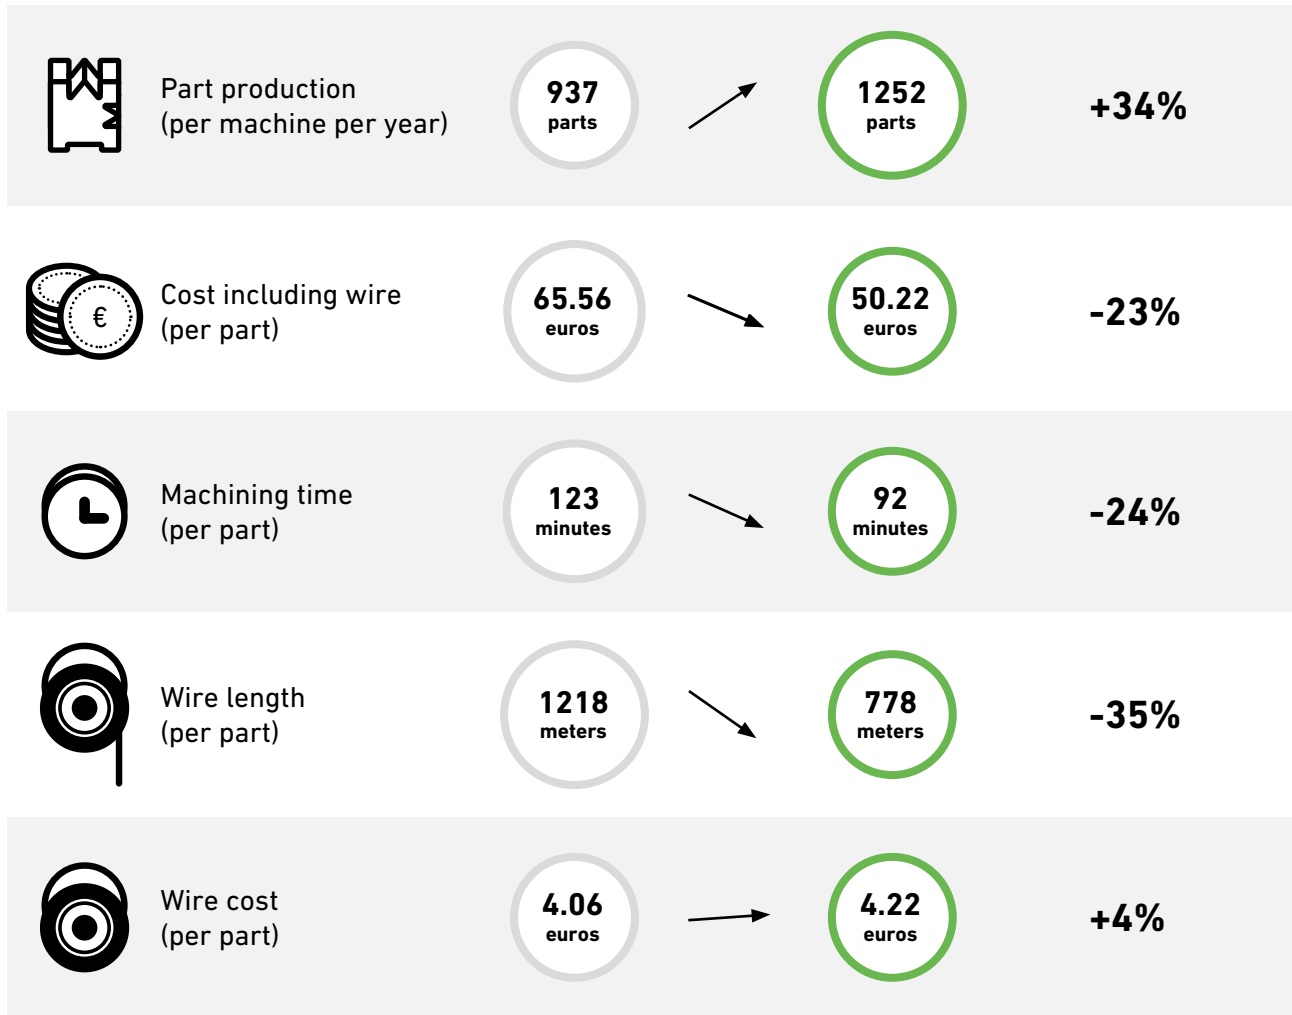 Part production
(per machine per year)
937
parts
1252
parts
+34%
€
Cost including wire
(per part)
65.56
euros
50.22
euros
-23%
Machining time
(per part)
123
minutes
92
minutes
-24%
Wire length
(per part)
1218
meters
778
meters
-35%
Wire cost
(per part)
4.06
euros
4.22
euros
+4%